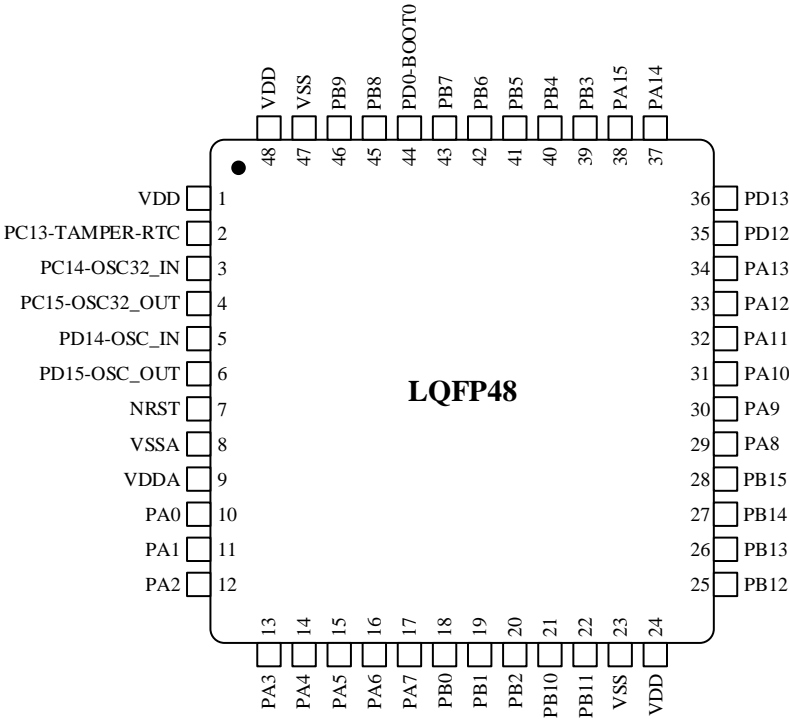 VDD
VSS
PB9
PB8
PD0-BOOT0
PB7
PB6
PB5
PB4
PB3
PA15
PA14
48
47
46
45
44
43
42
41
40
39
38
37
VDD 1
PC13-TAMPER-RTC 2
PC14-OSC32_IN 3
PC15-OSC32_OUT 4
PD14-OSC_IN 5
PD15-OSC_OUT 6
NRST 7
VSSA 8
VDDA 9
PA0 10
PA1 11
PA2 12
LQFP48
36 PD13
35 PD12
34 PA13
33 PA12
32 PA11
31 PA10
30 PA9
29 PA8
28 PB15
27 PB14
26 PB13
25 PB12
13
14
15
16
17
18
19
20
21
22
23
24
PA3
PA4
PA5
PA6
PA7
PB0
PB1
PB2
PB10
PB11
VSS
VDD